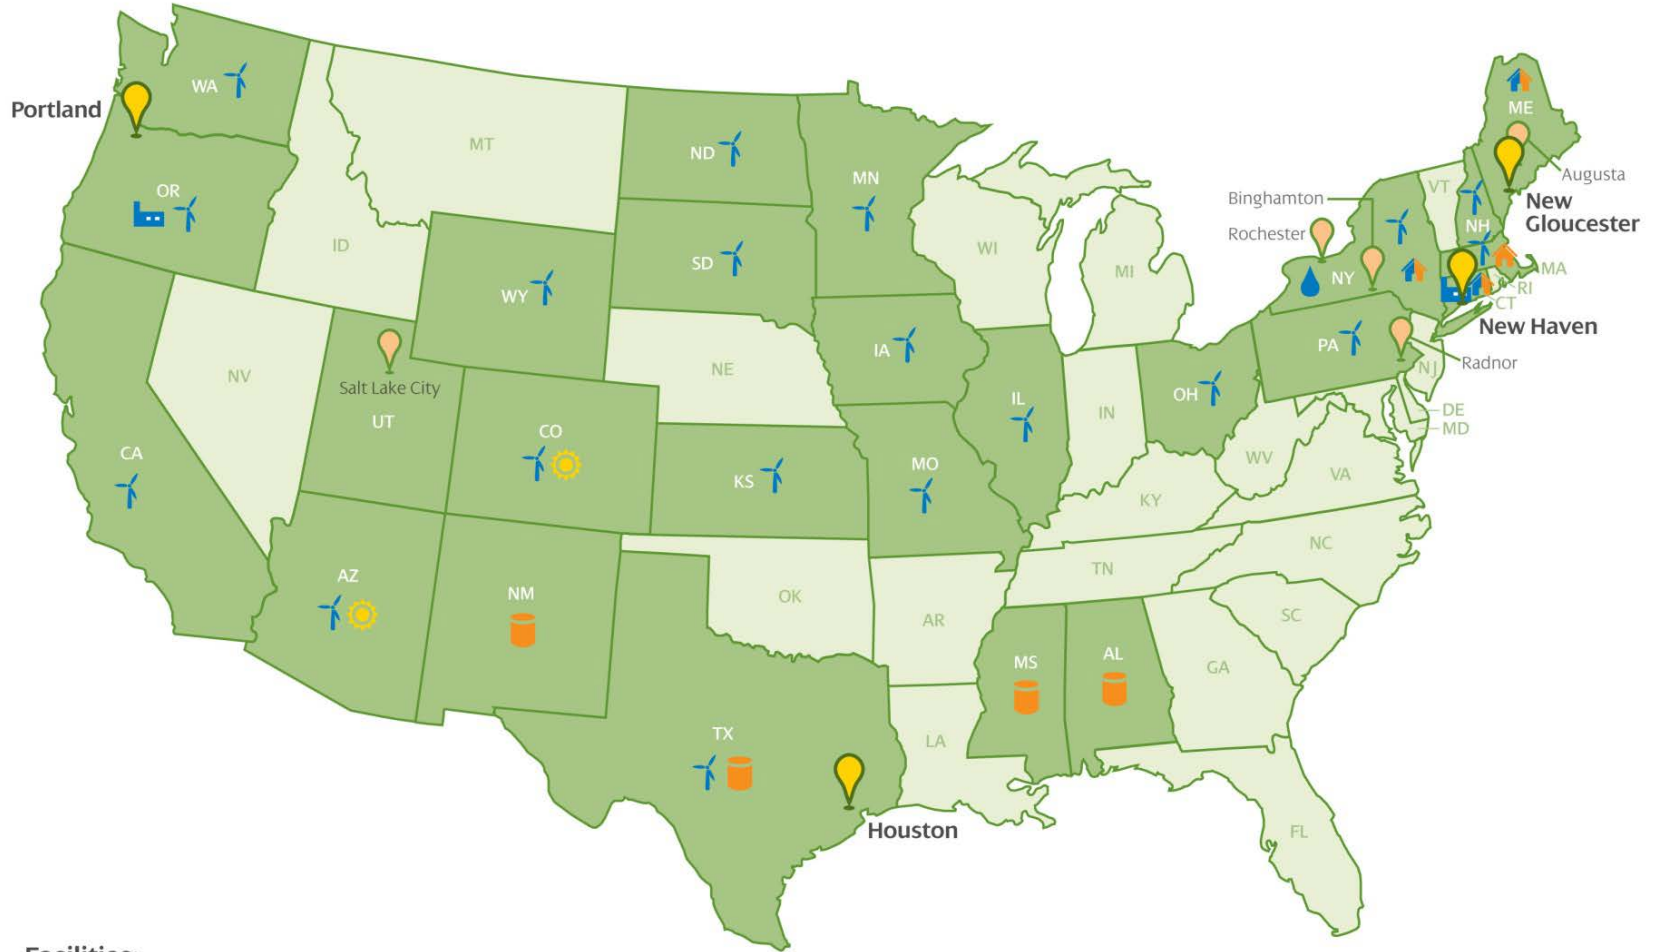 WA
Portland
MT
ND
MN
ME
Augusta
OR
VT
Binghamton
New
Gloucester
Rochester
NH
ID
WI
MI
SD
NY
MA
RI
CT
WY
New Haven
IA
PA
Radnor
NV
Salt Lake City
NE
NJ
UT
IL
IN
OH
DE
MD
CO
CA
KS
MO
WV
VA
KY
NC
TN
AZ
NM
OK
AR
SC
MS
AL
GA
TX
LA
Houston
FL